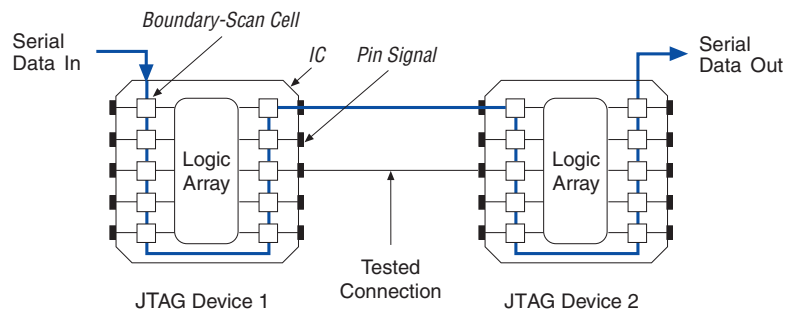 Boundary-Scan Cell
Serial
Data In
IC
Pin Signal
Serial
Data Out
Logic
Array
Logic
Array
Tested
Connection
JTAG Device 1
JTAG Device 2